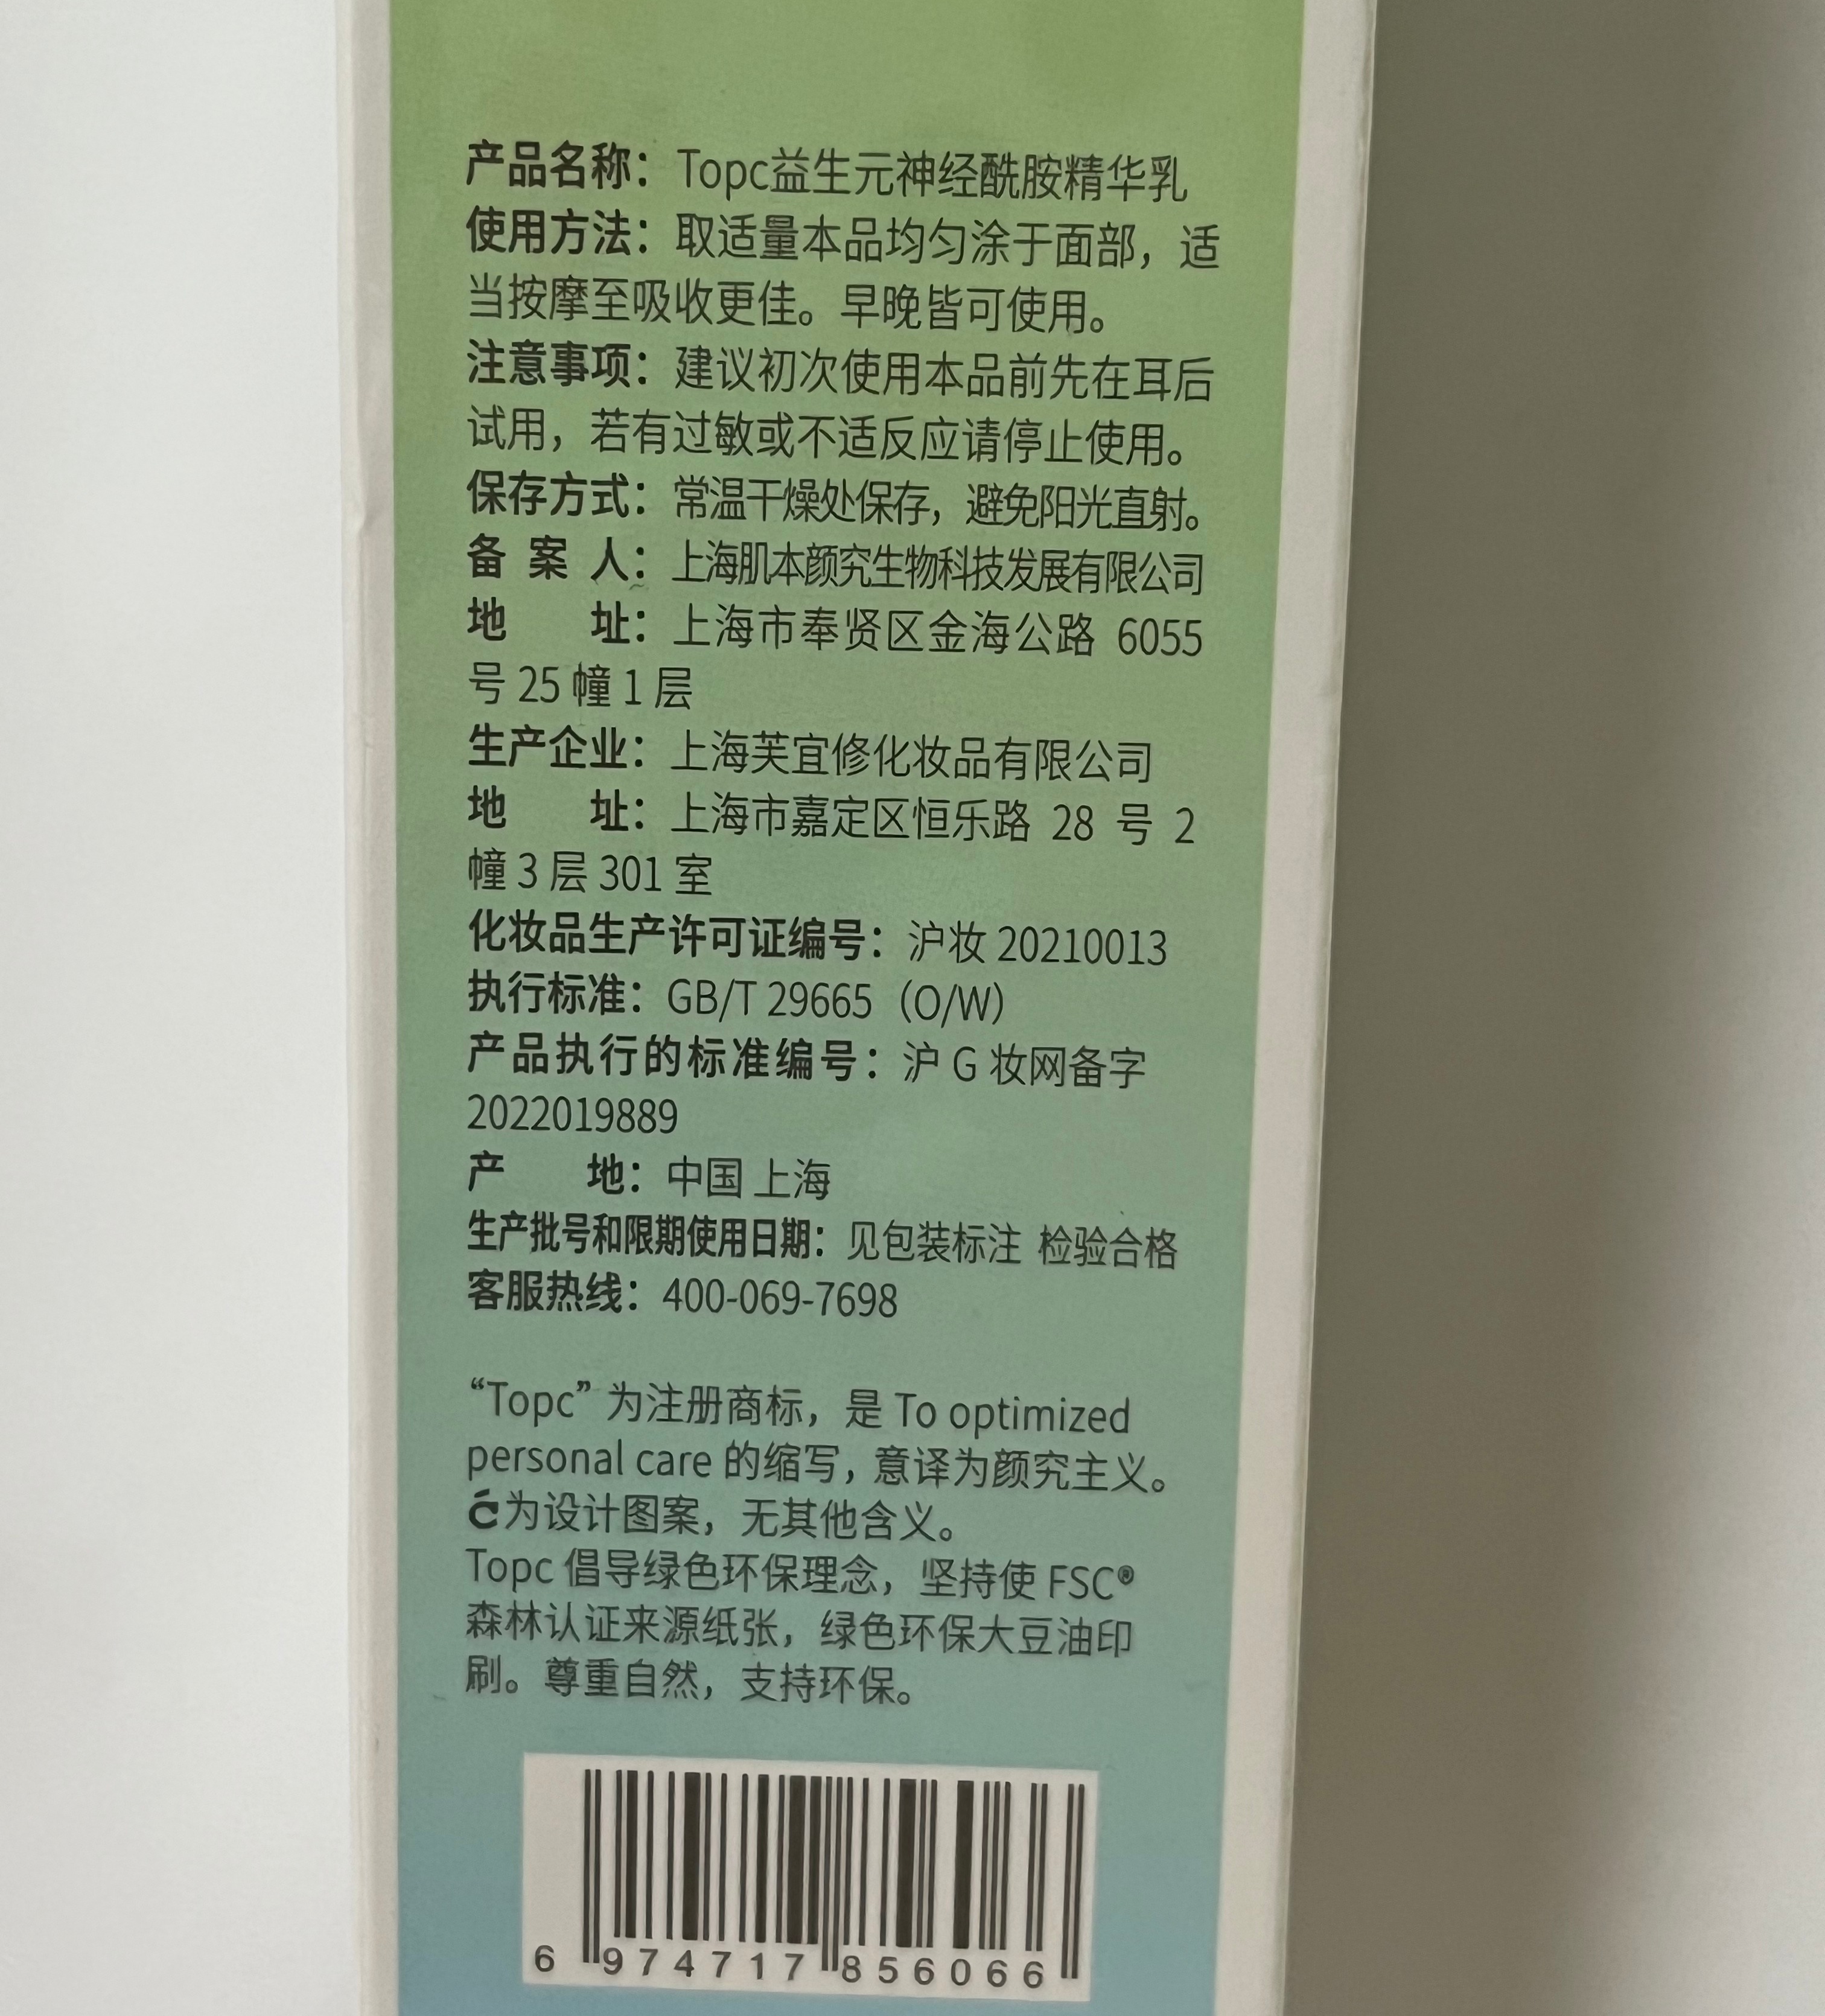 产品名称：Topc益生元神经酰胺精华乳
使用方法：取适量本品均匀涂于面部，适
当按摩至吸收更佳。早晚皆可使用。
注意事项：建议初次使用本品前先在耳后
试用，若有过敏或不适反应请停止使用。
保存方式：常温干燥处保存，避免阳光直射。
备 案 人：上海肌本颜究生物科技发展有限公司
地 址：上海市奉贤区金海公路 6055
号 25 幢 1 层
生产企业：上海芙宜修化妆品有限公司
地 址：上海市嘉定区恒乐路 28 号 2
幢 3 层 301 室
化妆品生产许可证编号：沪妆 20210013
执行标准：GB/T 29665（O/W）
产品执行的标准编号：沪 G 妆网备字
2022019889
产 地：中国 上海
生产批号和限期使用日期：见包装标注 检验合格
客服热线：400-069-7698
“Topc” 为注册商标，是 To optimized
personal care 的缩写，意译为颜究主义。
ć为设计图案，无其他含义。
Topc 倡导绿色环保理念，坚持使 FSC®
森林认证来源纸张，绿色环保大豆油印
刷。尊重自然，支持环保。
6 974717 856066